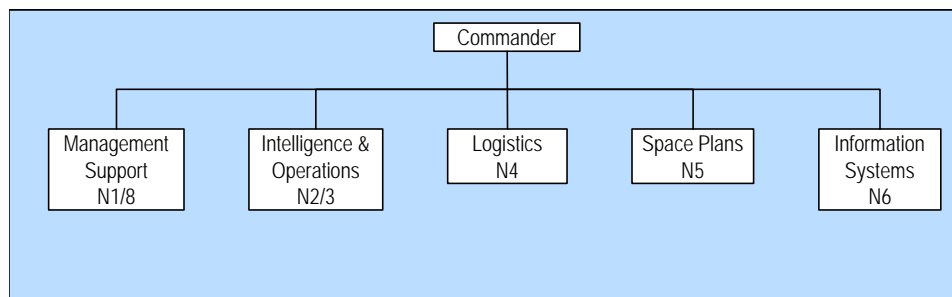 Commander
Management
Support
N1/8
Intelligence &
Operations
N2/3
Logistics
N4
Space Plans
N5
Information
Systems
N6